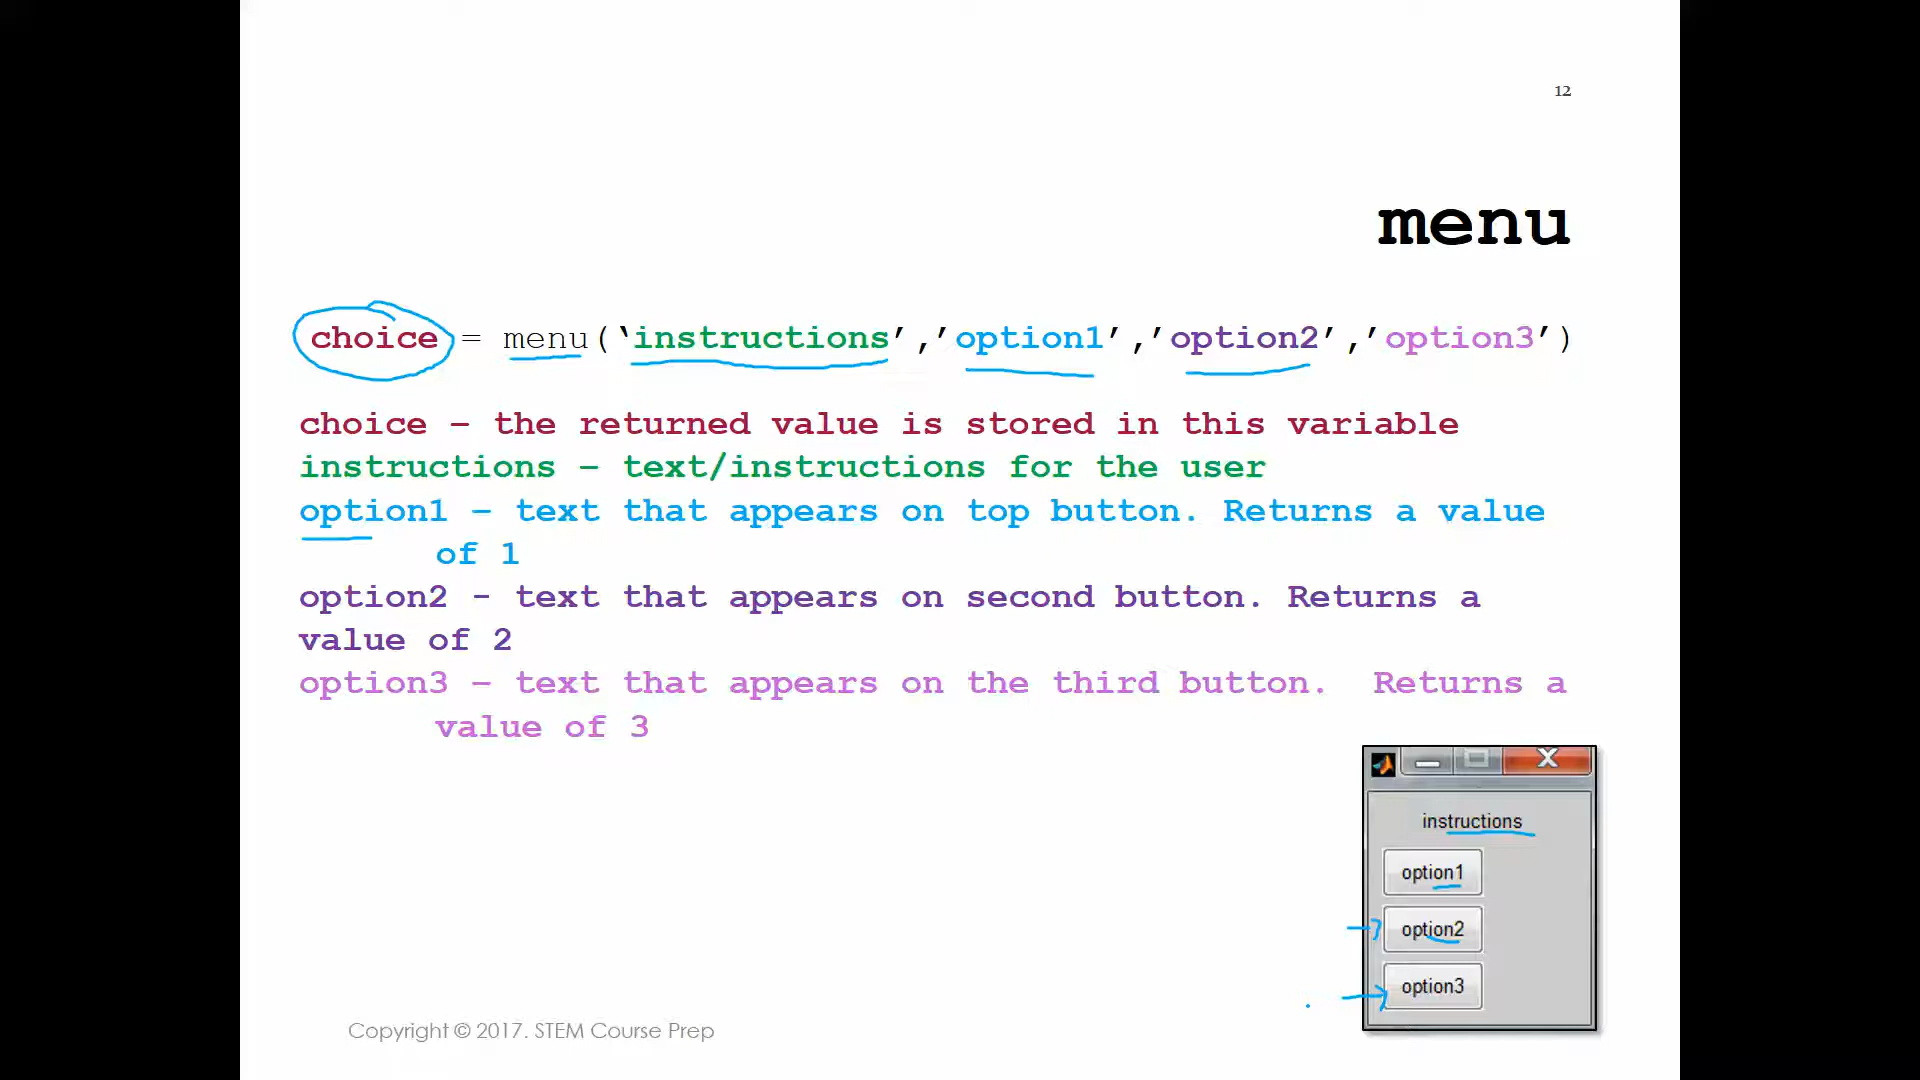 12
menu
choice = menu(‘instructions’,’option1’,’option2’,’option3’)
choice – the returned value is stored in this variable
instructions – text/instructions for the user
option1 – text that appears on top button. Returns a value
of 1
option2 - text that appears on second button. Returns a
value of 2
option3 – text that appears on the third button.  Returns a
value of 3
X
instructions
option1
option2
option3
Copyright © 2017. STEM Course Prep